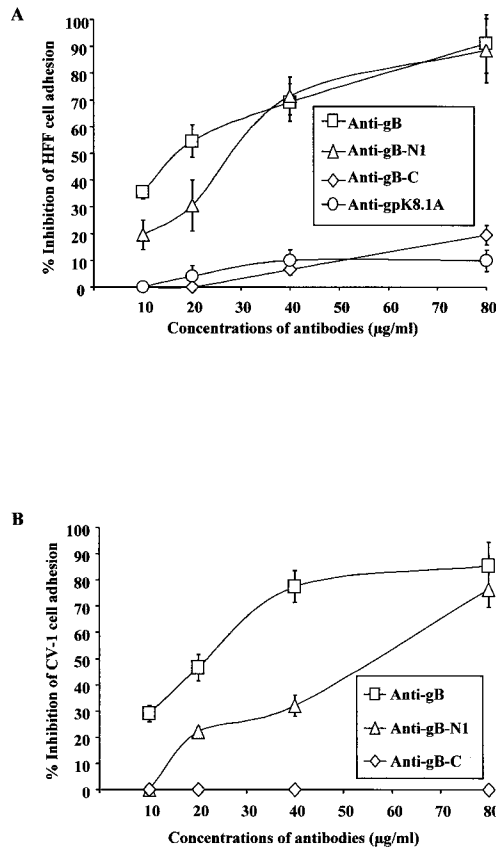 A
% Inhibition of HFF cell adhesion
100
90
80
70
60
50
40
30
20
10
0
Anti-gB
Anti-gB-N1
Anti-gB-C
Anti-gpK8.1A
10 20 30 40 50 60 70 80
Concentrations of antibodies (µg/ml)
B
% Inhibition of CV-1 cell adhesion
100
90
80
70
60
50
40
30
20
10
0
Anti-gB
Anti-gB-N1
Anti-gB-C
10 20 30 40 50 60 70 80
Concentrations of antibodies (µg/ml)